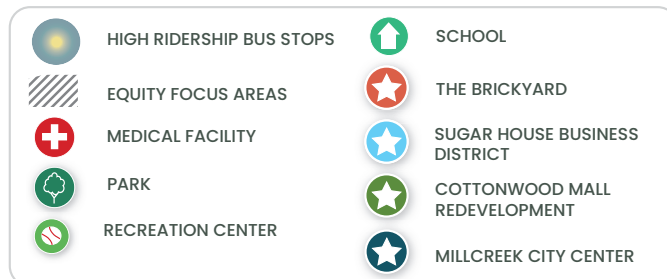 HIGH RIDERSHIP BUS STOPS
EQUITY FOCUS AREAS
MEDICAL FACILITY
PARK
RECREATION CENTER
SCHOOL
THE BRICKYARD
SUGAR HOUSE BUSINESS
DISTRICT
COTTONWOOD MALL
REDEVELOPMENT
MILLCREEK CITY CENTER